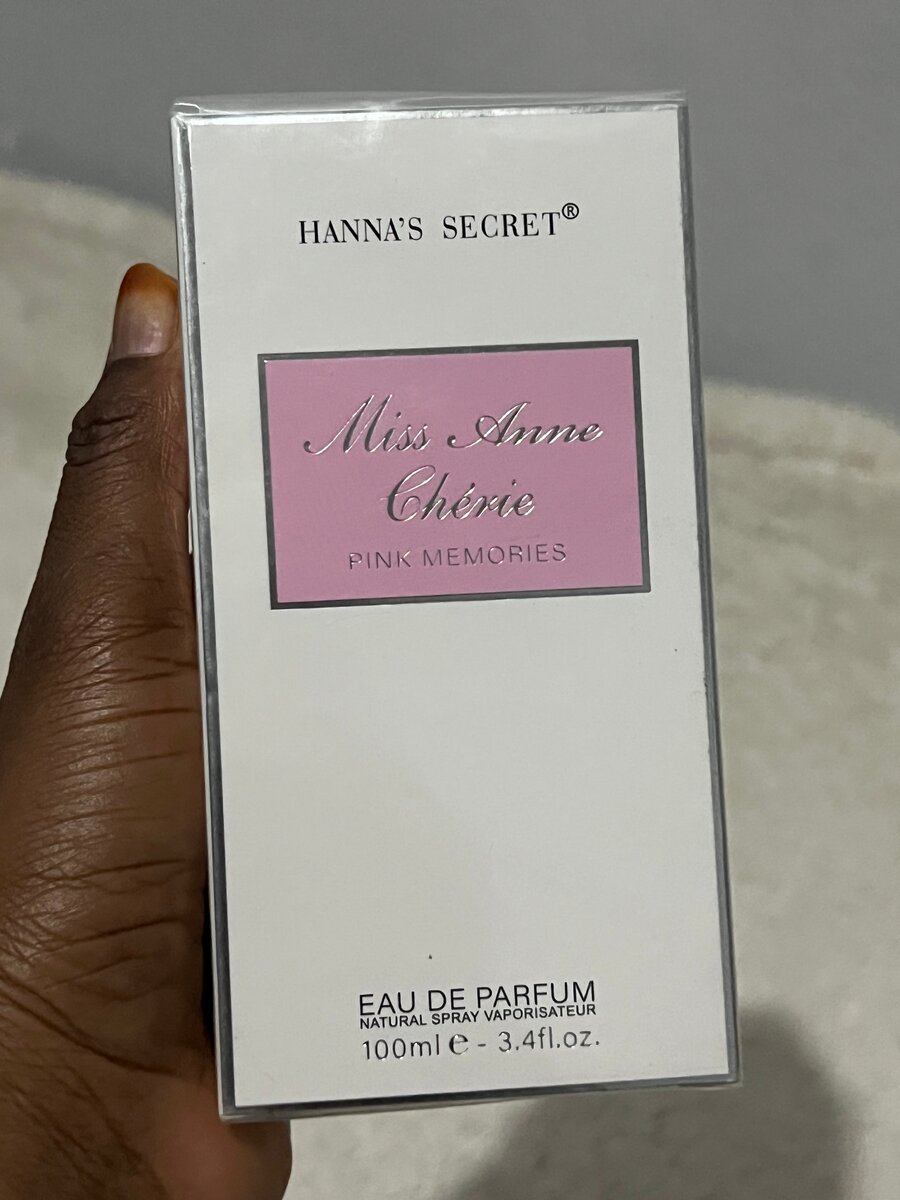 HANNA'S SECRET®
Miss Anne
Chérie
PINK MEMORIES
EAU DE PARFUM
NATURAL SPRAY VAPORISATEUR
100ml e - 3.4fl.oz.